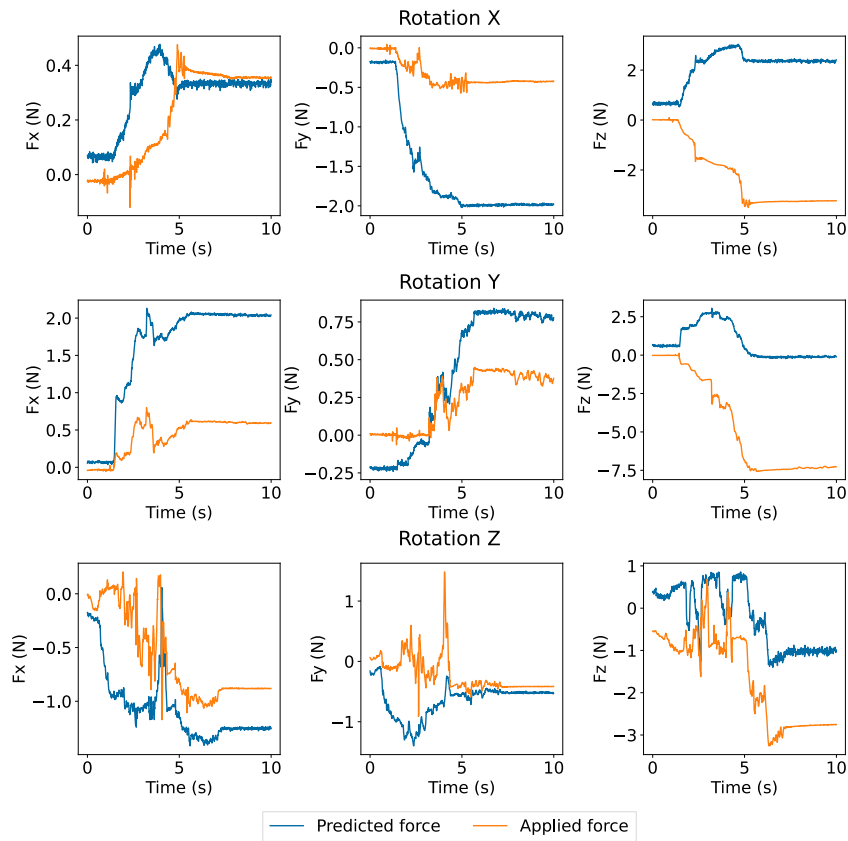 Rotation X
0.4
0.2
0.0
Fx (N)
0 5 10
Time (s)
0.0
−0.5
−1.0
−1.5
−2.0
Fy (N)
0 5 10
Time (s)
2
0
−2
Fz (N)
0 5 10
Time (s)
Rotation Y
2.0
1.5
1.0
0.5
0.0
Fx (N)
0 5 10
Time (s)
0.75
0.50
0.25
0.00
−0.25
Fy (N)
0 5 10
Time (s)
2.5
0.0
−2.5
−5.0
−7.5
Fz (N)
0 5 10
Time (s)
Rotation Z
0.0
−0.5
−1.0
Fx (N)
0 5 10
Time (s)
1
0
−1
Fy (N)
0 5 10
Time (s)
1
0
−1
−2
−3
Fz (N)
0 5 10
Time (s)
Predicted force Applied force